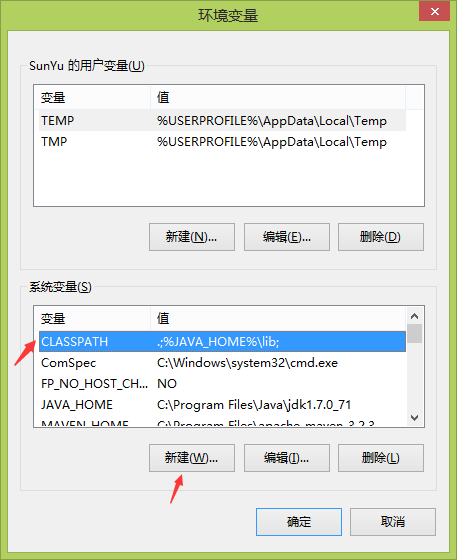 环境变量
SunYu 的用户变量(U)
变量 值
TEMP %USERPROFILE%\AppData\Local\Temp
TMP %USERPROFILE%\AppData\Local\Temp
新建(N)... 编辑(E)... 删除(D)
系统变量(S)
变量 值
CLASSPATH .;%JAVA_HOME%\lib;
ComSpec C:\Windows\system32\cmd.exe
FP_NO_HOST_CH... NO
JAVA_HOME C:\Program Files\Java\jdk1.7.0_71
MAVEN_HOME C:\Program Files\apache-maven-3.2.3
新建(W)... 编辑(I)... 删除(L)
确定 取消